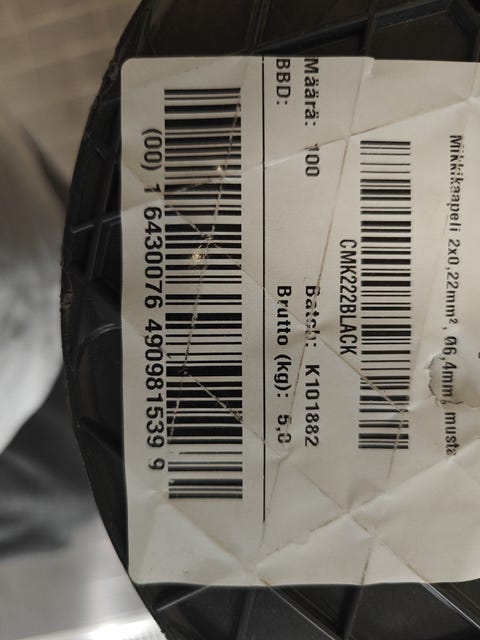 Mikkikaapeli 2x0,22mm², Ø6,4mm, musta
CMK222BLACK
Määrä: 100 Batch: K101882
BBD: Brutto (kg): 5,0
(00) 1 6430076 490981539 9